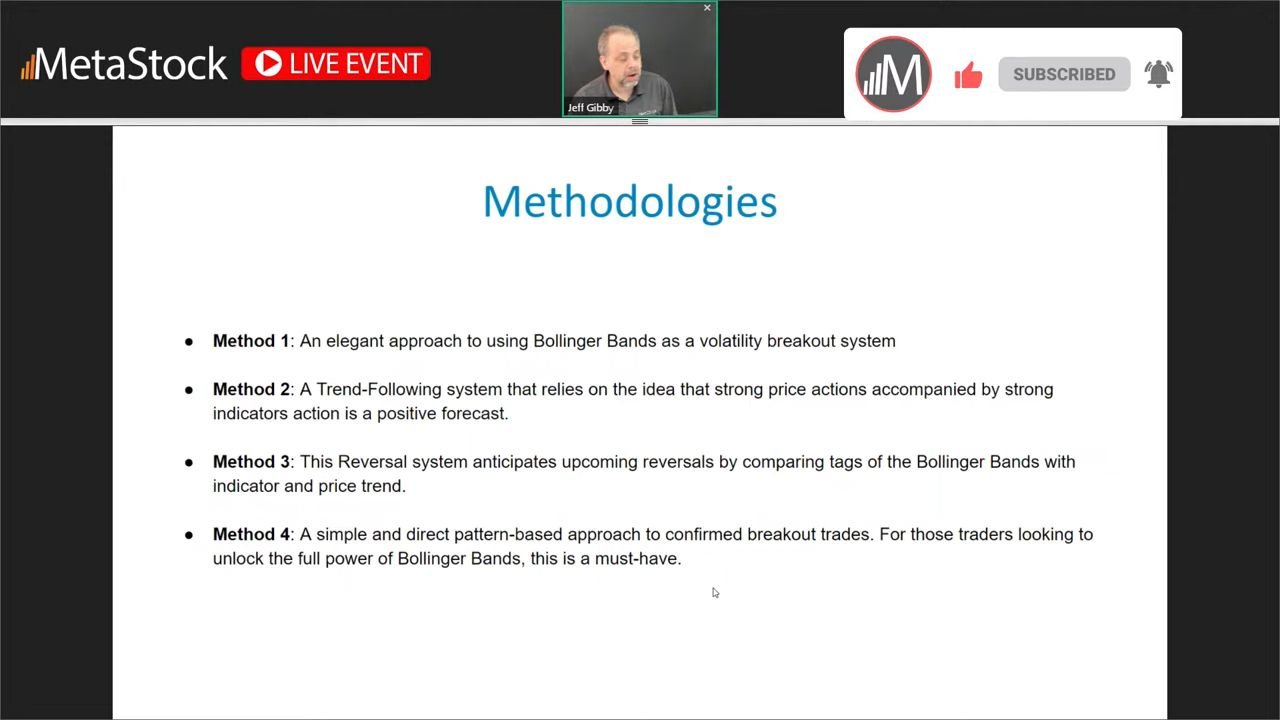 MetaStock
LIVE EVENT
Jeff Gibby
M
SUBSCRIBED
Methodologies
● Method 1: An elegant approach to using Bollinger Bands as a volatility breakout system
● Method 2: A Trend-Following system that relies on the idea that strong price actions accompanied by strong
indicators action is a positive forecast.
● Method 3: This Reversal system anticipates upcoming reversals by comparing tags of the Bollinger Bands with
indicator and price trend.
● Method 4: A simple and direct pattern-based approach to confirmed breakout trades. For those traders looking to
unlock the full power of Bollinger Bands, this is a must-have.